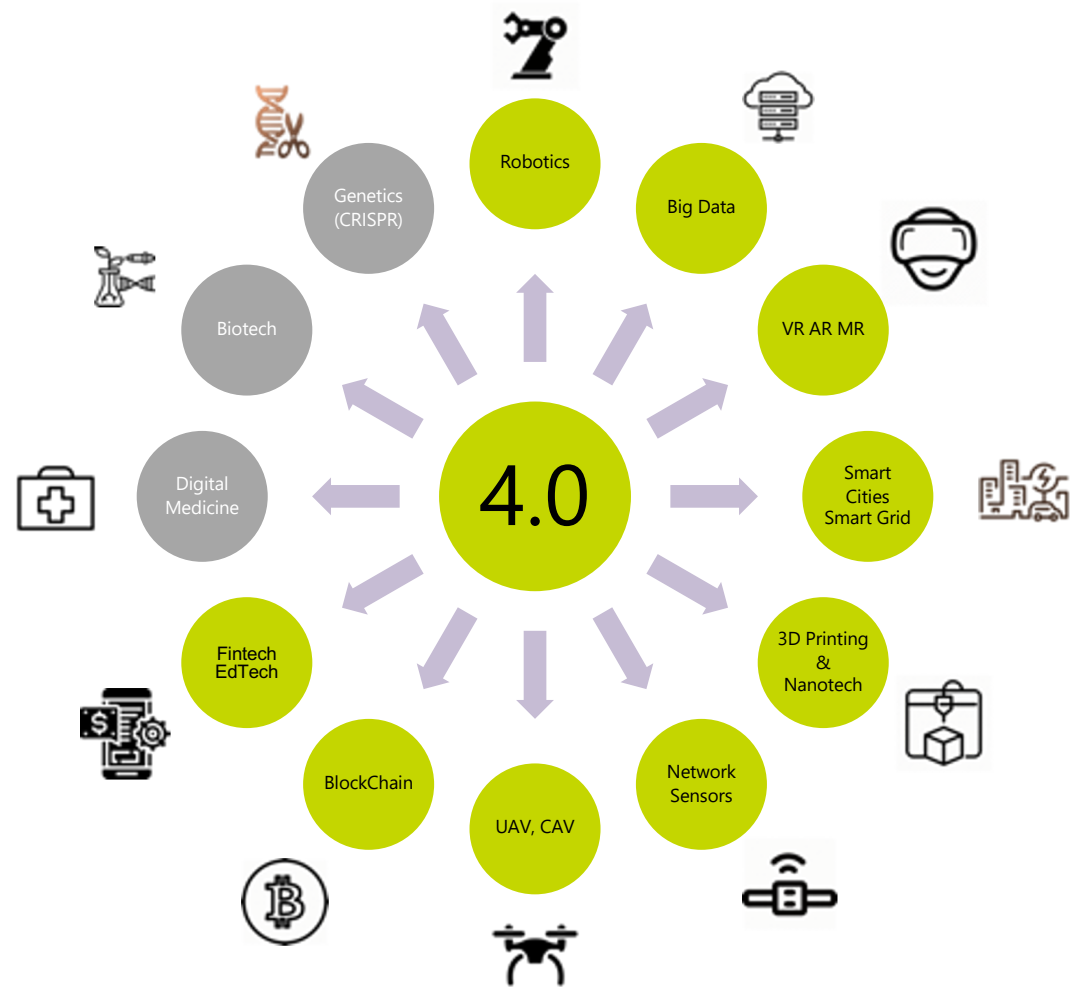 Robotics
Big Data
VR AR MR
Smart
Cities
Smart Grid
3D Printing
&
Nanotech
Network
Sensors
UAV, CAV
BlockChain
Fintech
EdTech
Digital
Medicine
Biotech
Genetics
(CRISPR)
4.0
$
B